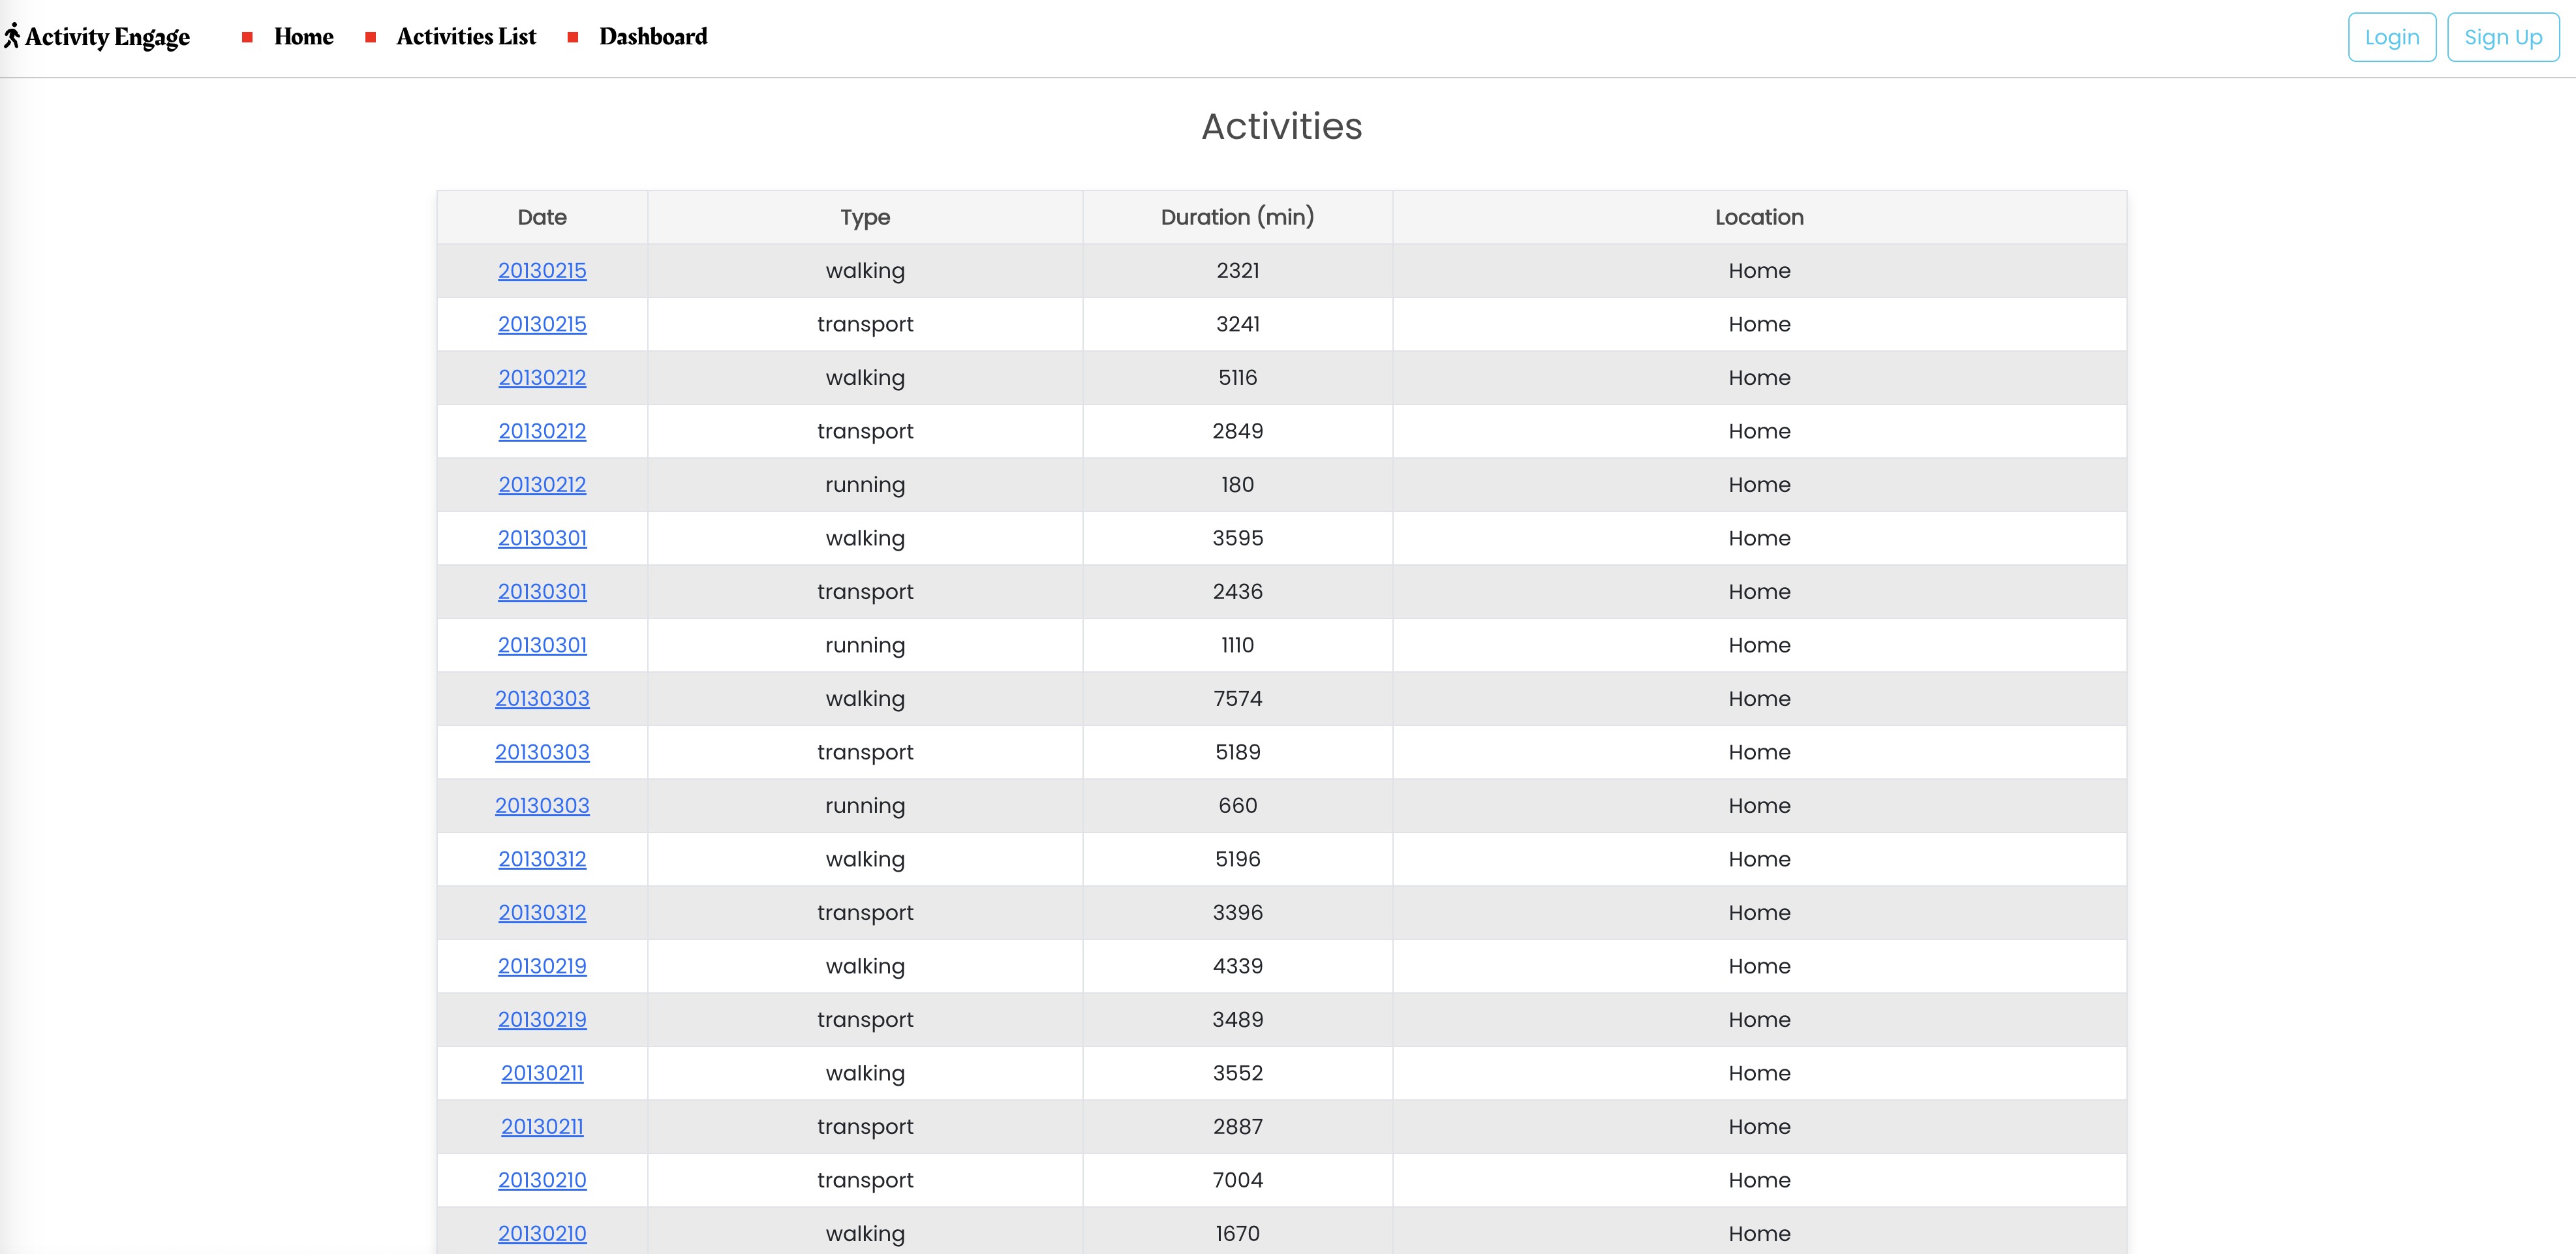 Activity Engage Home Activities List Dashboard Login Sign Up
Activities
Date Type Duration (min) Location
20130215 walking 2321 Home
20130215 transport 3241 Home
20130212 walking 5116 Home
20130212 transport 2849 Home
20130212 running 180 Home
20130301 walking 3595 Home
20130301 transport 2436 Home
20130301 running 1110 Home
20130303 walking 7574 Home
20130303 transport 5189 Home
20130303 running 660 Home
20130312 walking 5196 Home
20130312 transport 3396 Home
20130219 walking 4339 Home
20130219 transport 3489 Home
20130211 walking 3552 Home
20130211 transport 2887 Home
20130210 transport 7004 Home
20130210 walking 1670 Home